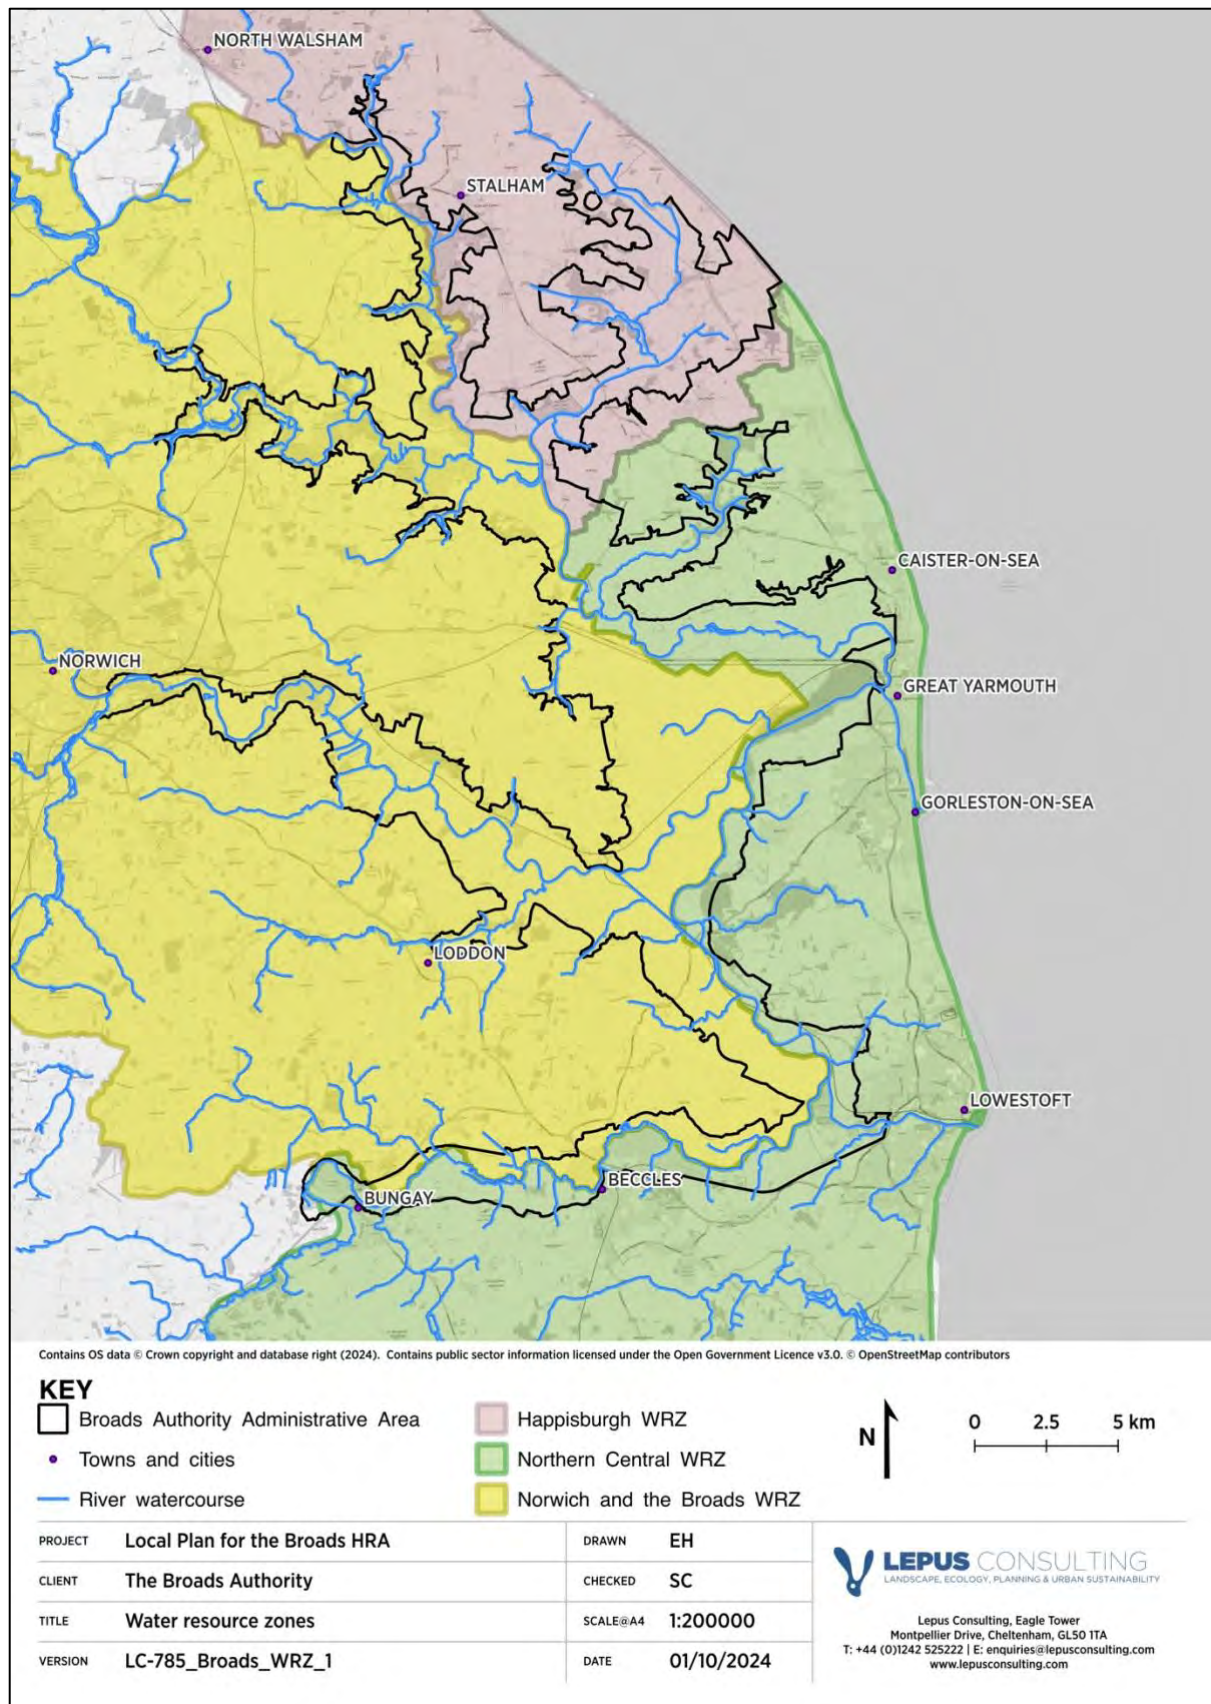 NORTH WALSHAM
STALHAM
CAISTER-ON-SEA
NORWICH
GREAT YARMOUTH
GORLESTON-ON-SEA
LODDON
LOWESTOFT
BECCLES
BUNGAY
Contains OS data © Crown copyright and database right (2024). Contains public sector information licensed under the Open Government Licence v3.0. © OpenStreetMap contributors
KEY
Broads Authority Administrative Area
Towns and cities
River watercourse
Happisburgh WRZ
Northern Central WRZ
Norwich and the Broads WRZ
N
0 2.5 5 km
PROJECT Local Plan for the Broads HRA
CLIENT The Broads Authority
TITLE Water resource zones
VERSION LC-785_Broads_WRZ_1
DRAWN EH
CHECKED SC
SCALE@A4 1:200000
DATE 01/10/2024
LEPUS CONSULTING
LANDSCAPE, ECOLOGY, PLANNING & URBAN SUSTAINABILITY
Lepus Consulting, Eagle Tower
Montpellier Drive, Cheltenham, GL50 1TA
T: +44 (0)1242 525222 | E: enquiries@lepusconsulting.com
www.lepusconsulting.com